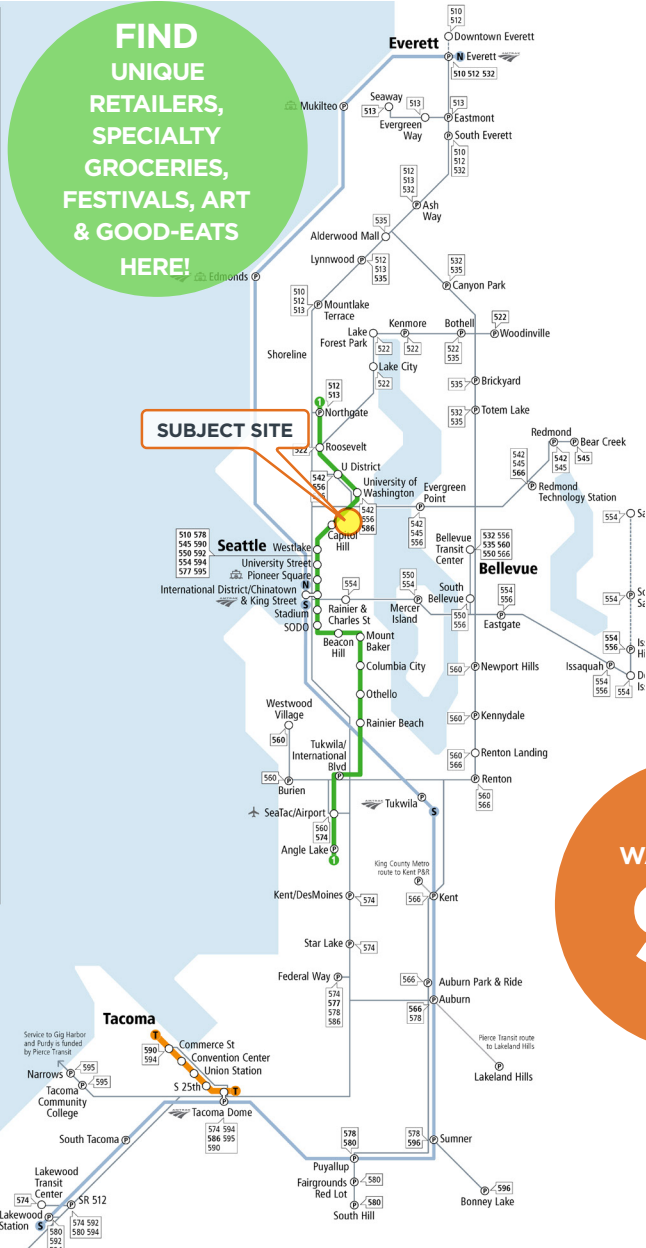 FIND
UNIQUE
RETAILERS,
SPECIALTY
GROCERIES,
FESTIVALS, ART
& GOOD-EATS
HERE!
510
512
Downtown Everett
Everett
N Everett
510 512 532
Mukilteo P
Seaway
513
513
Evergreen
Way
513
P Eastmont
P South Everett
510
512
532
512
513
532
P Ash
Way
535
Alderwood Mall
Lynnwood P
512
513
535
532
535
P Canyon Park
Edmonds P
510
512
513
P Mountlake
Terrace
Shoreline
Lake
Forest Park
522
Kenmore
P
522
Bothell
P
522
535
522
P Woodinville
Lake City
522
535 P Brickyard
532
535
P Totem Lake
512
513
1
P Northgate
SUBJECT SITE
522
Roosevelt
U District
542
556
University of
Washington
542
556
586
Evergreen
Point
P
542
545
556
542
545
566
Redmond
P P Bear Creek
542
545
545
P Redmond
Technology Station
Capitol
Hill
510 578
545 590
550 592
554 594
577 595
Seattle Westlake
University Street
Pioneer Square
International District/Chinatown
& King Street
N
S
Stadium
SODO
554
Rainier &
Charles St
550
554
P
Mercer
Island
Bellevue
Transit
Center
532 556
535 560
550 566
Bellevue
South
Bellevue
550
556
554
556
P
Eastgate
554
Sa
554
554
556
P
Issaquah P
554
556
554
Beacon
Hill
Mount
Baker
Columbia City
Othello
Rainier Beach
560 P Newport Hills
560 P Kennydale
560
566
Renton Landing
P Renton
560
566
Westwood
Village
560
560 P
Burien
Tukwila/
International
Blvd
P
SeaTac/Airport
560
574
Angle Lake P
1
Tukwila P
S
King County Metro
route to Kent P&R
P
Kent/DesMoines P 574
566 P Kent
Star Lake P 574
Federal Way P
574
577
578
586
566 P Auburn Park & Ride
P Auburn
566
578
Pierce Transit route
to Lakeland Hills
P
Lakeland Hills
WA
Tacoma
T
Service to Gig Harbor
and Purdy is funded
by Pierce Transit
590
594
Commerce St
Convention Center
Union Station
S 25th
T
P
Tacoma Dome
574 594
586 595
590
Narrows P 595
P 595
Tacoma
Community
College
South Tacoma P
578
580
P
Puyallup
578
596
P Sumner
Fairgrounds
Red Lot
P 580
P 580
South Hill
P 596
Bonney Lake
Lakewood
Transit
Center
574
P SR 512
574 592
580 594
Lakewood
Station
P
S
580
592